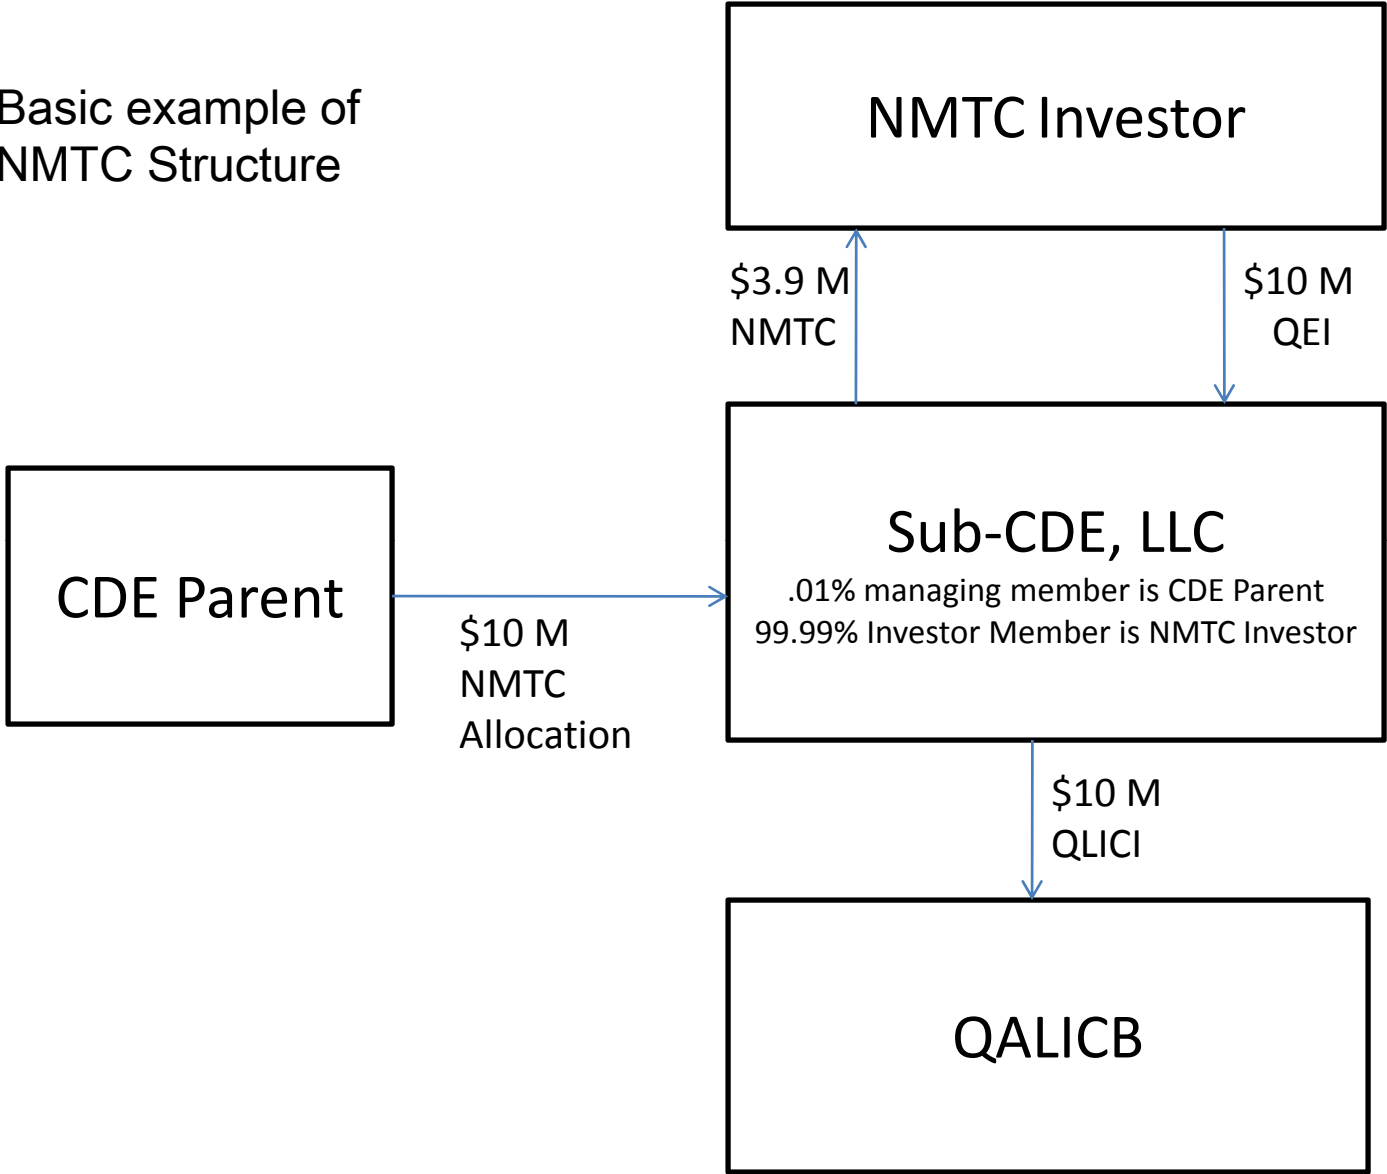 Basic example of
NMTC Structure
NMTC Investor
$3.9 M
NMTC
$10 M
QEI
Sub-CDE, LLC
.01% managing member is CDE Parent
99.99% Investor Member is NMTC Investor
CDE Parent
$10 M
NMTC
Allocation
$10 M
QLICI
QALICB